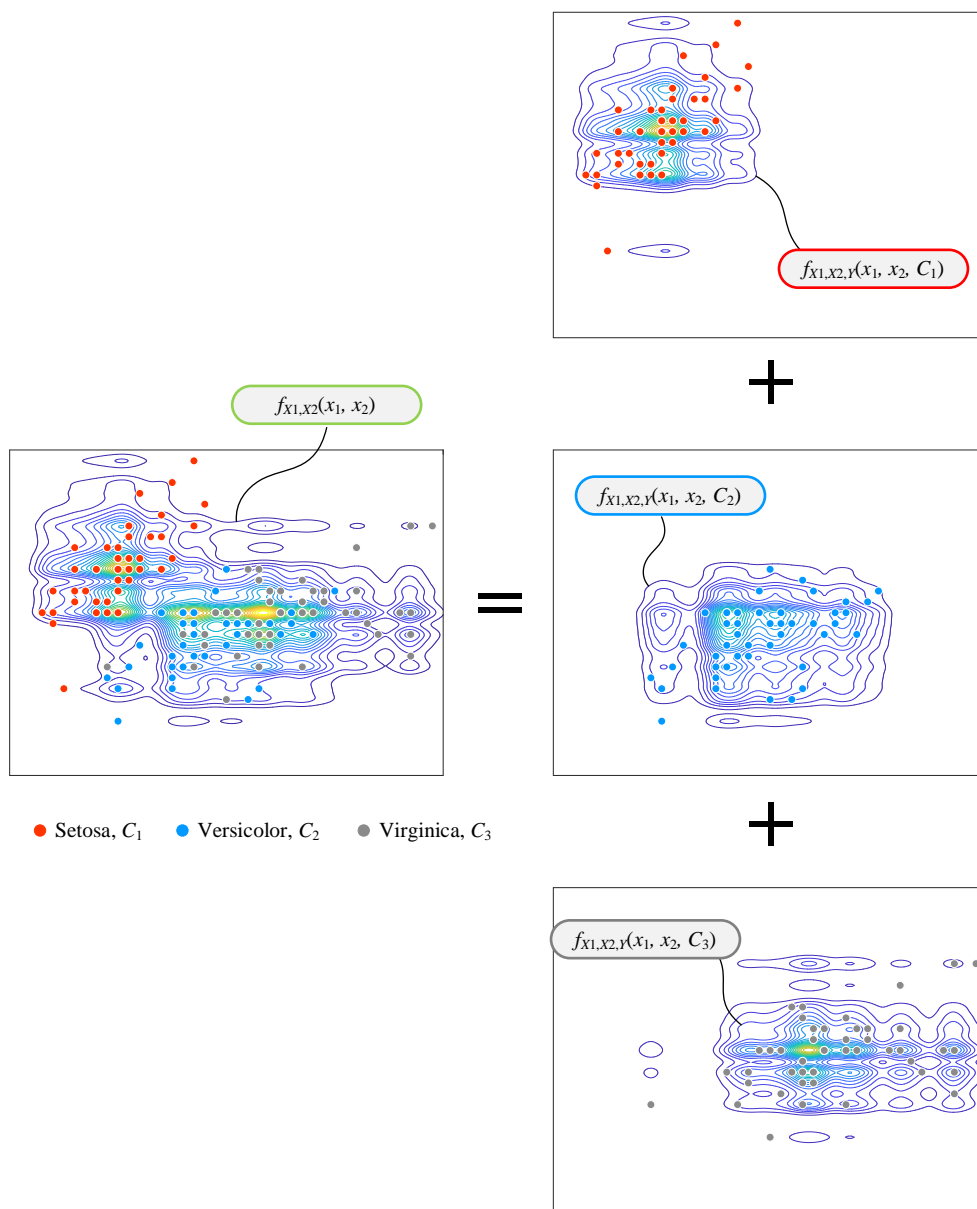 fX1,X2,Y(x1, x2, C1)
+
fX1,X2(x1, x2)
fX1,X2,Y(x1, x2, C2)
=
Setosa, C1 Versicolor, C2 Virginica, C3
+
fX1,X2,Y(x1, x2, C3)